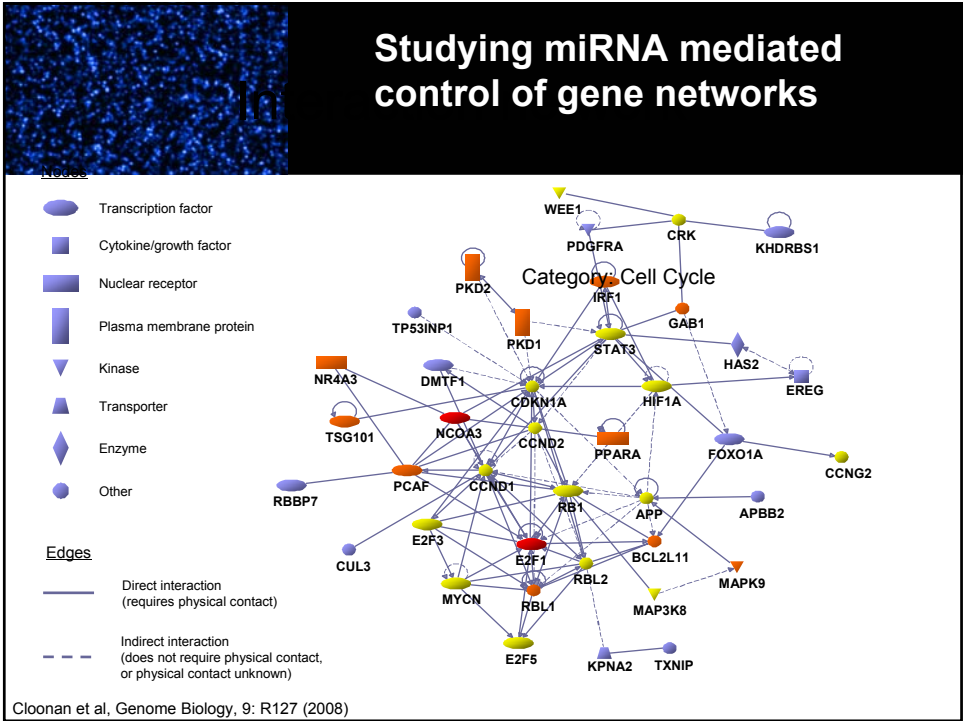 Studying miRNA mediated
control of gene networks
Nodes
Transcription factor
Cytokine/growth factor
Nuclear receptor
Plasma membrane protein
Kinase
Transporter
Enzyme
Other
Edges
Direct interaction
(requires physical contact)
Indirect interaction
(does not require physical contact,
or physical contact unknown)
Category: Cell Cycle
WEE1
CRK
PDGFRA
KHDRBS1
PKD2
IRF1
GAB1
TP53INP1
PKD1
STAT3
HAS2
NR4A3
DMTF1
CDKN1A
HIF1A
EREG
TSG101
NCOA3
CCND2
PPARA
FOXO1A
CCNG2
RBBP7
PCAF
CCND1
RB1
APP
APBB2
E2F3
CUL3
E2F1
RBL2
BCL2L11
MAPK9
MYCN
RBL1
MAP3K8
E2F5
KPNA2
TXNIP
Cloonan et al, Genome Biology, 9: R127 (2008)